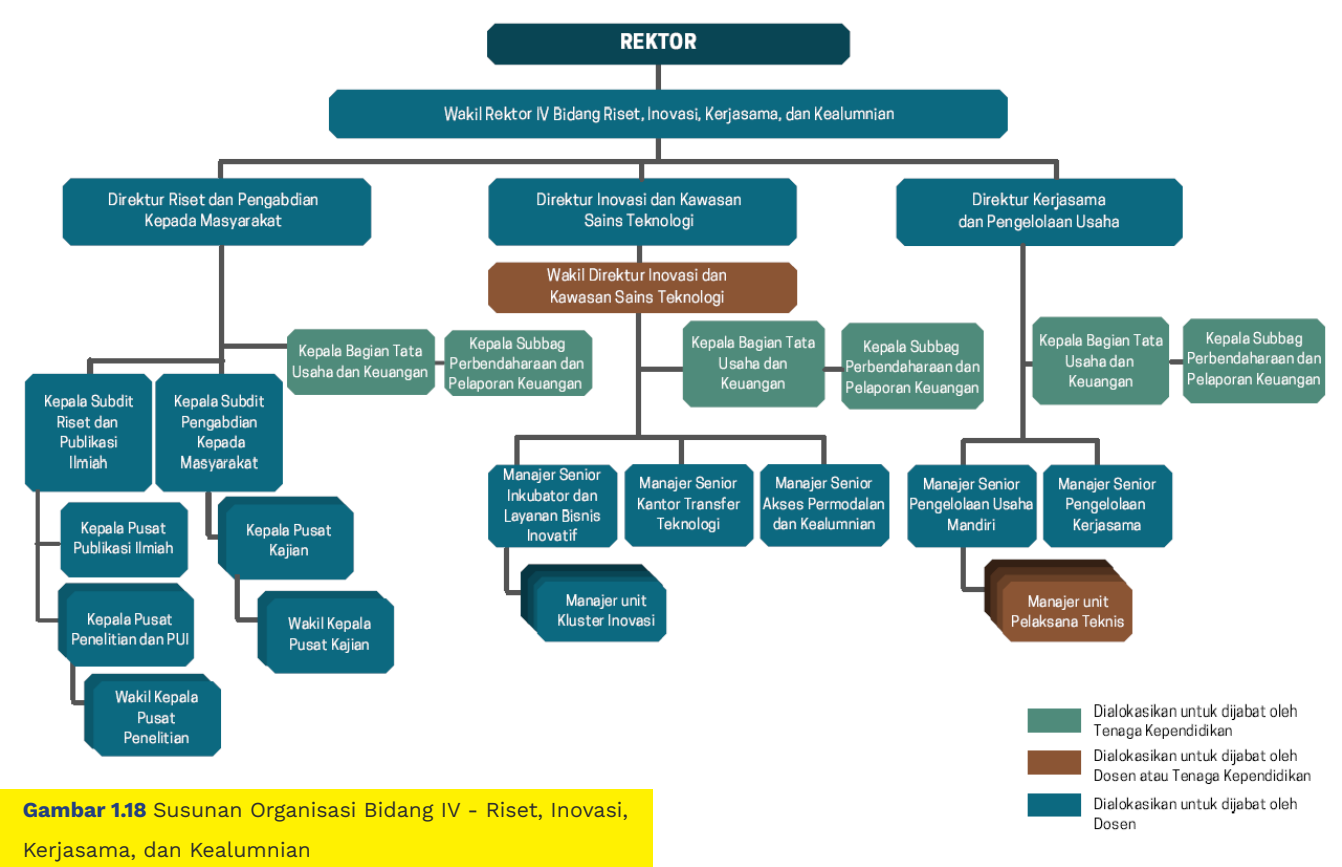 REKTOR
Wakil Rektor IV Bidang Riset, Inovasi, Kerjasama, dan Kealumnian
Direktur Riset dan Pengabdian
Kepada Masyarakat
Direktur Inovasi dan Kawasan
Sains Teknologi
Direktur Kerjasama
dan Pengelolaan Usaha
Wakil Direktur Inovasi dan
Kawasan Sains Teknologi
Kepala Bagian Tata
Usaha dan Keuangan
Kepala Subbag
Perbendaharaan dan
Pelaporan Keuangan
Kepala Bagian Tata
Usaha dan
Keuangan
Kepala Subbag
Perbendaharaan dan
Pelaporan Keuangan
Kepala Bagian Tata
Usaha dan
Keuangan
Kepala Subbag
Perbendaharaan dan
Pelaporan Keuangan
Kepala Subdit
Riset dan
Publikasi
Ilmiah
Kepala Subdit
Pengabdian
Kepada
Masyarakat
Manajer Senior
Inkubator dan
Layanan Bisnis
Inovatif
Manajer Senior
Kantor Transfer
Teknologi
Manajer Senior
Akses Permodalan
dan Kealumnian
Manajer Senior
Pengelolaan Usaha
Mandiri
Manajer Senior
Pengelolaan
Kerjasama
Kepala Pusat
Publikasi Ilmiah
Kepala Pusat
Kajian
Kepala Pusat
Penelitian dan PUI
Wakil Kepala
Pusat Kajian
Manajer unit
Kluster Inovasi
Manajer unit
Pelaksana Teknis
Wakil Kepala
Pusat
Penelitian
Dialokasikan untuk dijabat oleh
Tenaga Kependidikan
Dialokasikan untuk dijabat oleh
Dosen atau Tenaga Kependidikan
Dialokasikan untuk dijabat oleh
Dosen
Gambar 1.18 Susunan Organisasi Bidang IV - Riset, Inovasi,
Kerjasama, dan Kealumnian